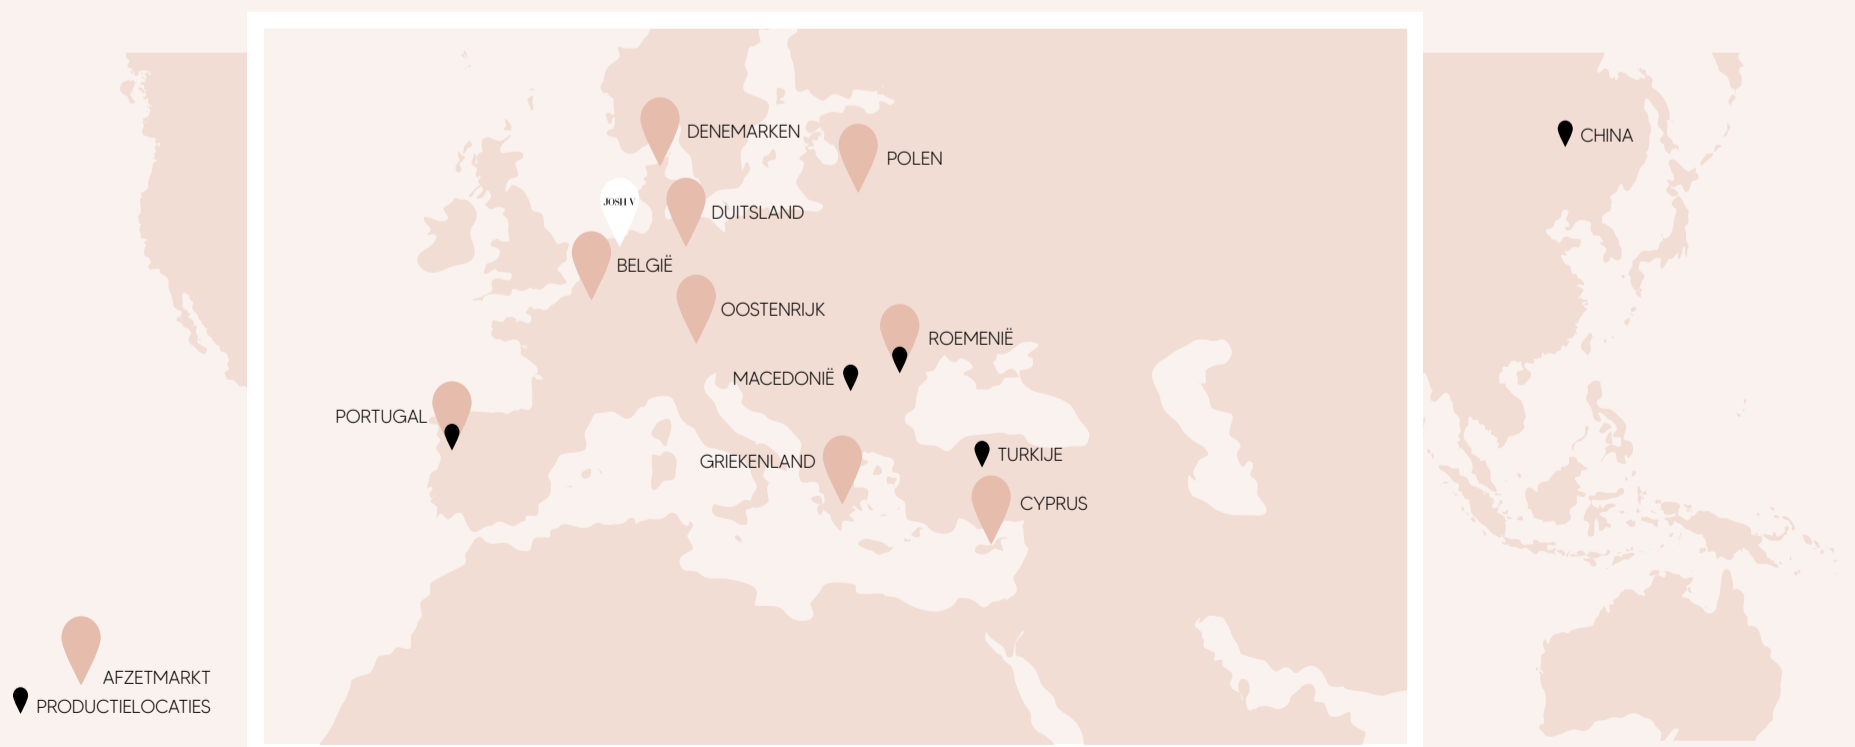 DENEMARKEN
CHINA
POLEN
JOSH V
DUITSLAND
BELGIË
OOSTENRIJK
ROEMENIË
MACEDONIË
PORTUGAL
TURKIJE
GRIEKENLAND
CYPRUS
AFZETMARKT
PRODUCTIELOCATIES